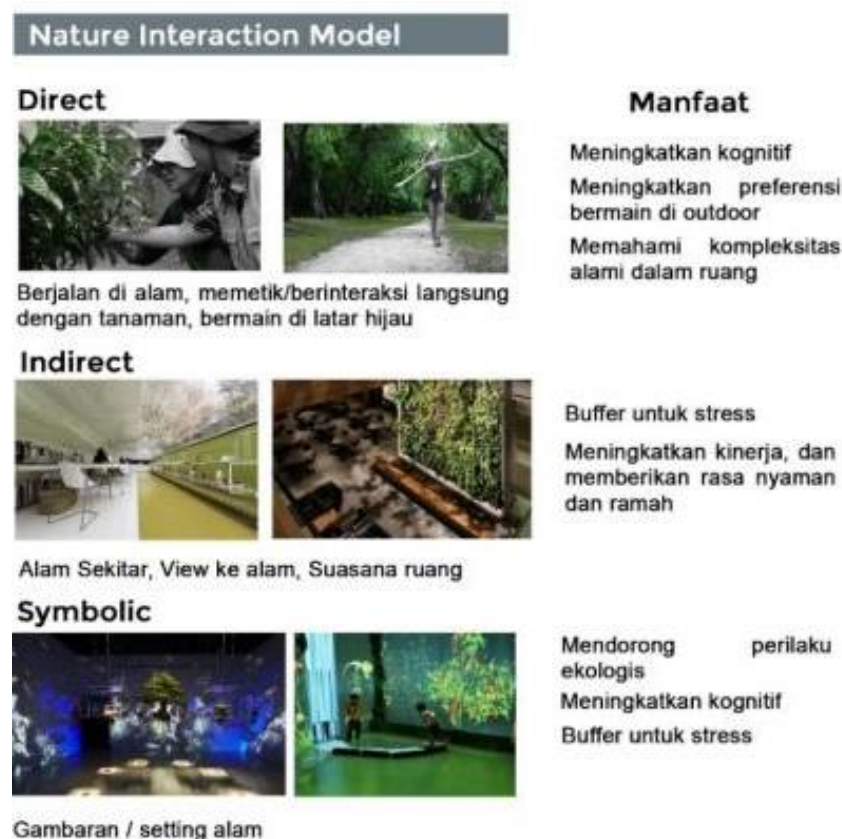 Nature Interaction Model
Direct
Manfaat
Meningkatkan kognitif
Meningkatkan preferensi
bermain di outdoor
Memahami kompleksitas
alami dalam ruang
Berjalan di alam, memetik/berinteraksi langsung
dengan tanaman, bermain di latar hijau
Indirect
Buffer untuk stress
Meningkatkan kinerja, dan
memberikan rasa nyaman
dan ramah
Alam Sekitar, View ke alam, Suasana ruang
Symbolic
Mendorong perilaku
ekologis
Meningkatkan kognitif
Buffer untuk stress
Gambaran / setting alam